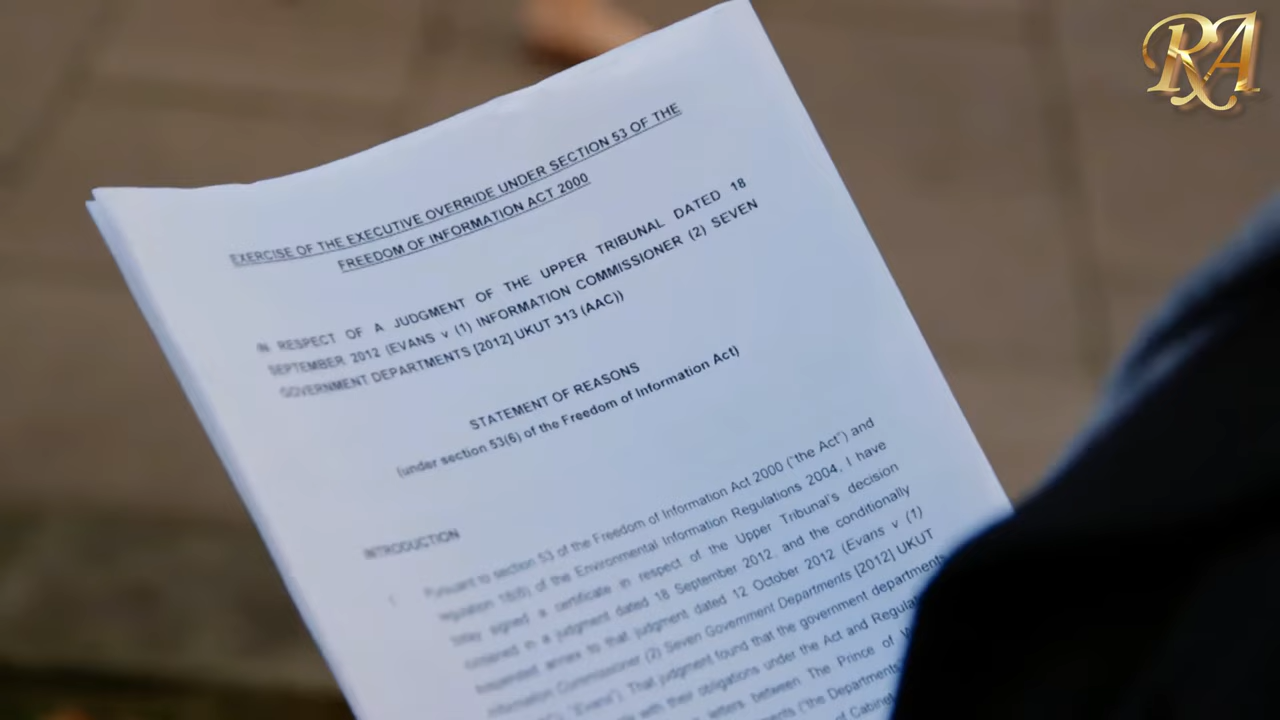 RA
EXERCISE OF THE EXECUTIVE OVERRIDE UNDER SECTION 53 OF THE
FREEDOM OF INFORMATION ACT 2000
IN RESPECT OF A JUDGMENT OF THE UPPER TRIBUNAL DATED 18
SEPTEMBER 2012 (EVANS v (1) INFORMATION COMMISSIONER (2) SEVEN
GOVERNMENT DEPARTMENTS [2012] UKUT 313 (AAC))
STATEMENT OF REASONS
(under section 53(6) of the Freedom of Information Act)
INTRODUCTION
Pursuant to section 53 of the Freedom of Information Act 2000 ("the Act") and
regulation 18(6) of the Environmental Information Regulations 2004, I have
today signed a certificate in respect of the Upper Tribunal's decision
contained in a judgment dated 18 September 2012, and the conditionally
suspended annex to that judgment dated 12 October 2012 (Evans v (1)
Information Commissioner (2) Seven Government Departments [2012] UKUT
"Evans"). That judgment found that the government departments
with their obligations under the Act and
letters between The Prince of
("the Departments
of Cabinet